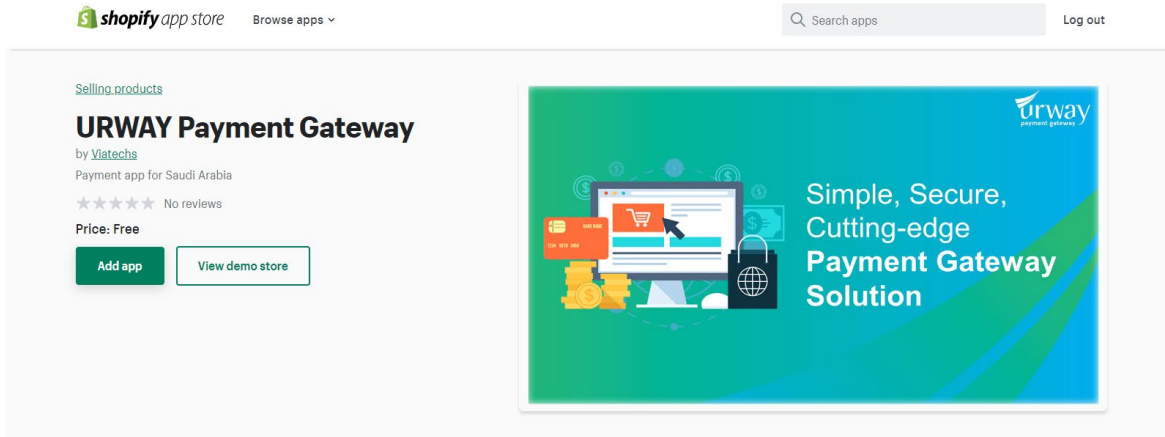 shopify app store
Browse apps
Search apps
Log out
Selling products
URWAY Payment Gateway
by Viatechs
Payment app for Saudi Arabia
No reviews
Price: Free
Add app
View demo store
urway
payment gateway
Simple, Secure,
Cutting-edge
Payment Gateway
Solution